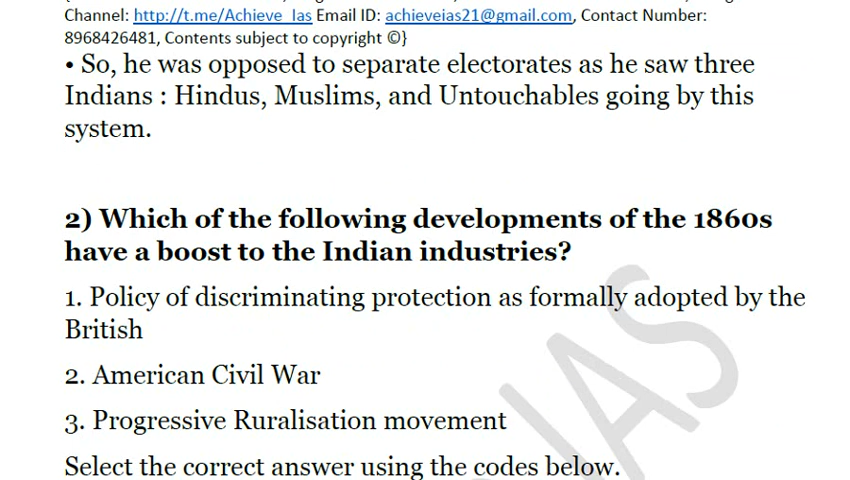 Channel: http://t.me/Achieve_Ias Email ID: achieveias21@gmail.com, Contact Number:
8968426481, Contents subject to copyright ©}
• So, he was opposed to separate electorates as he saw three
Indians : Hindus, Muslims, and Untouchables going by this
system.
2) Which of the following developments of the 1860s
have a boost to the Indian industries?
1. Policy of discriminating protection as formally adopted by the
British
2. American Civil War
3. Progressive Ruralisation movement
Select the correct answer using the codes below.
IAS